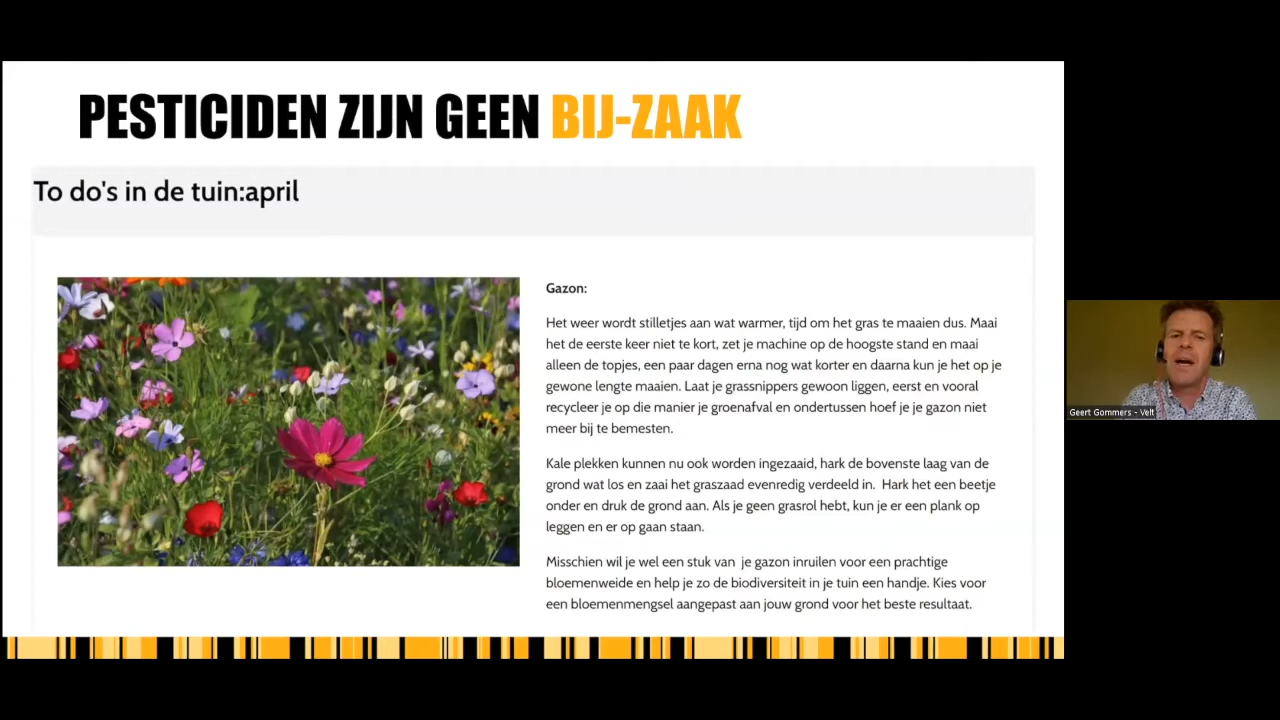 PESTICIDEN ZIJN GEEN BIJ-ZAAK
To do's in de tuin:april
Gazon:
Het weer wordt stilletjes aan wat warmer, tijd om het gras te maaien dus. Maai
het de eerste keer niet te kort, zet je machine op de hoogste stand en maai
alleen de topjes, een paar dagen erna nog wat korter en daarna kun je het op je
gewone lengte maaien. Laat je grassnippers gewoon liggen, eerst en vooral
recycleer je op die manier je groenafval en ondertussen hoef je je gazon niet
meer bij te bemesten.
Kale plekken kunnen nu ook worden ingezaaid, hark de bovenste laag van de
grond wat los en zaai het graszaad evenredig verdeeld in. Hark het een beetje
onder en druk de grond aan. Als je geen grasrol hebt, kun je er een plank op
leggen en er op gaan staan.
Misschien wil je wel een stuk van je gazon inruilen voor een prachtige
bloemenweide en help je zo de biodiversiteit in je tuin een handje. Kies voor
een bloemenmengsel aangepast aan jouw grond voor het beste resultaat.
Geert Gommers - Velt